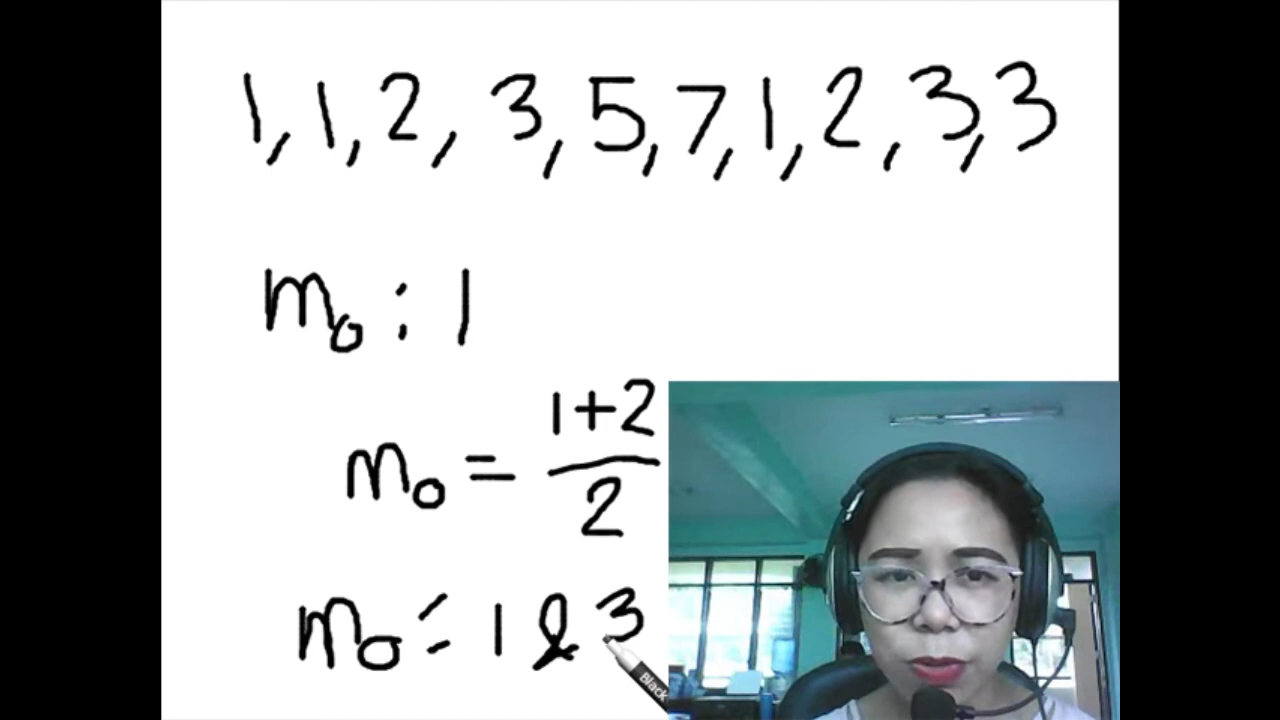 1, 1, 2, 3, 5, 7, 1, 2, 3, 3
mo : 1
mo = 1+2
2
mo = 1 & 3
Black